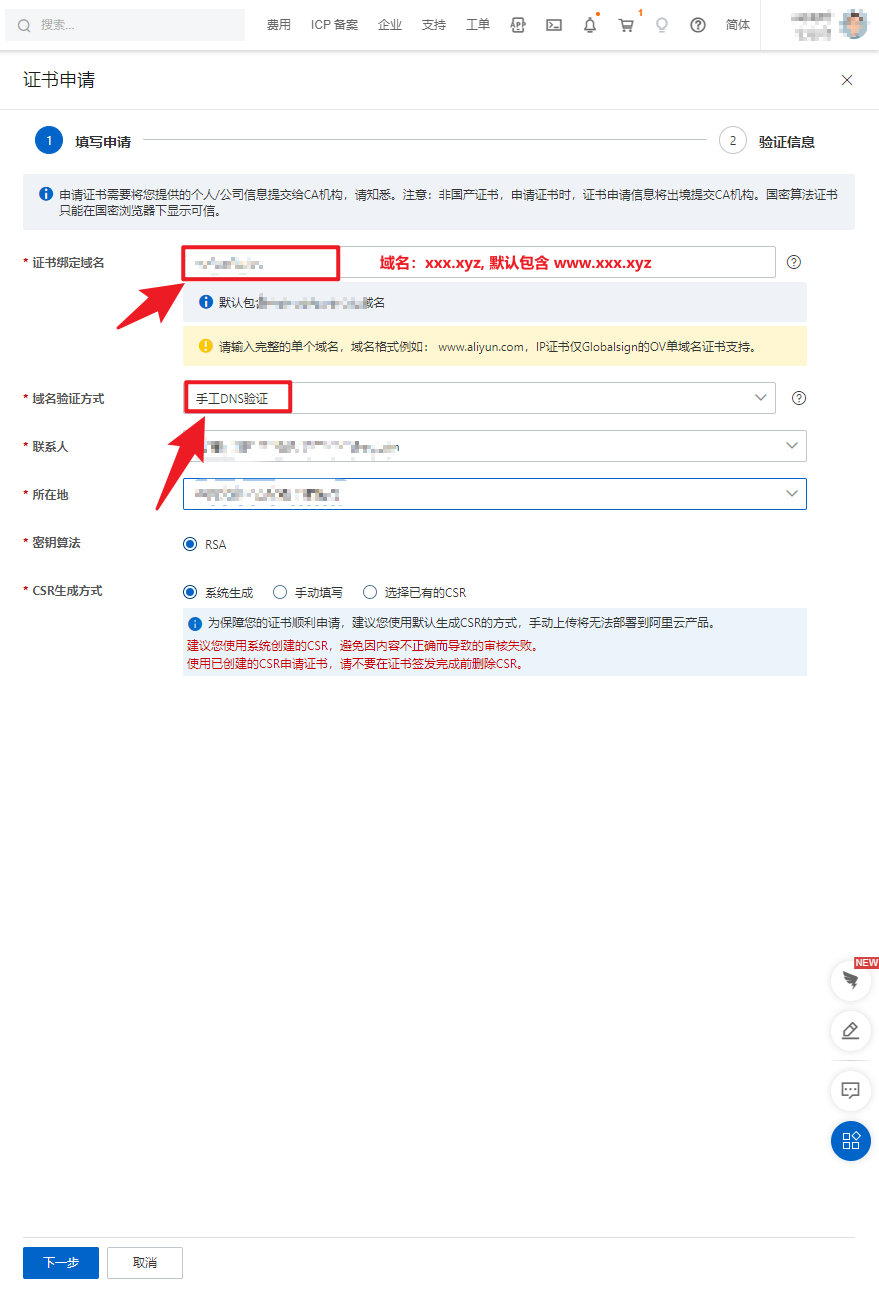 搜索...
费用
ICP 备案
企业
支持
工单
APP
1
简体
证书申请
1 填写申请
2 验证信息
申请证书需要将您提供的个人/公司信息提交给CA机构，请知悉。注意：非国产证书，申请证书时，证书申请信息将出境提交CA机构。国密算法证书
只能在国密浏览器下显示可信。
* 证书绑定域名
域名：xxx.xyz, 默认包含 www.xxx.xyz
默认包含
域名
请输入完整的单个域名，域名格式例如： www.aliyun.com，IP证书仅Globalsign的OV单域名证书支持。
* 域名验证方式
手工DNS验证
* 联系人
* 所在地
* 密钥算法
RSA
* CSR生成方式
系统生成
手动填写
选择已有的CSR
为保障您的证书顺利申请，建议您使用默认生成CSR的方式，手动上传将无法部署到阿里云产品。
建议您使用系统创建的CSR，避免因内容不正确而导致的审核失败。
使用已创建的CSR申请证书，请不要在证书签发完成前删除CSR。
NEW
下一步
取消